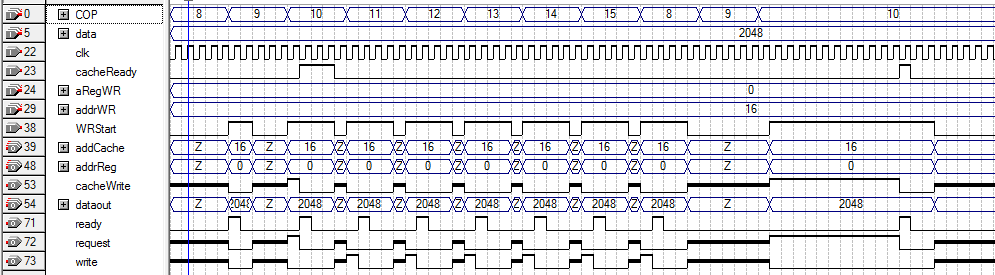 0 COP 8 9 10 11 12 13 14 15 8 9 10
5 data 2048
22 clk
23 cacheReady
24 aRegWR 0
29 addrWR 16
38 WRStart
39 addCache Z 16 Z 16 Z 16 Z 16 Z 16 Z 16 Z 16 Z 16 Z 16
48 addrReg Z 0 Z 0 Z 0 Z 0 Z 0 Z 0 Z 0 Z 0 Z 0
53 cacheWrite
54 dataout Z 2048 Z 2048 Z 2048 Z 2048 Z 2048 Z 2048 Z 2048 Z 2048 Z 2048
71 ready
72 request
73 write